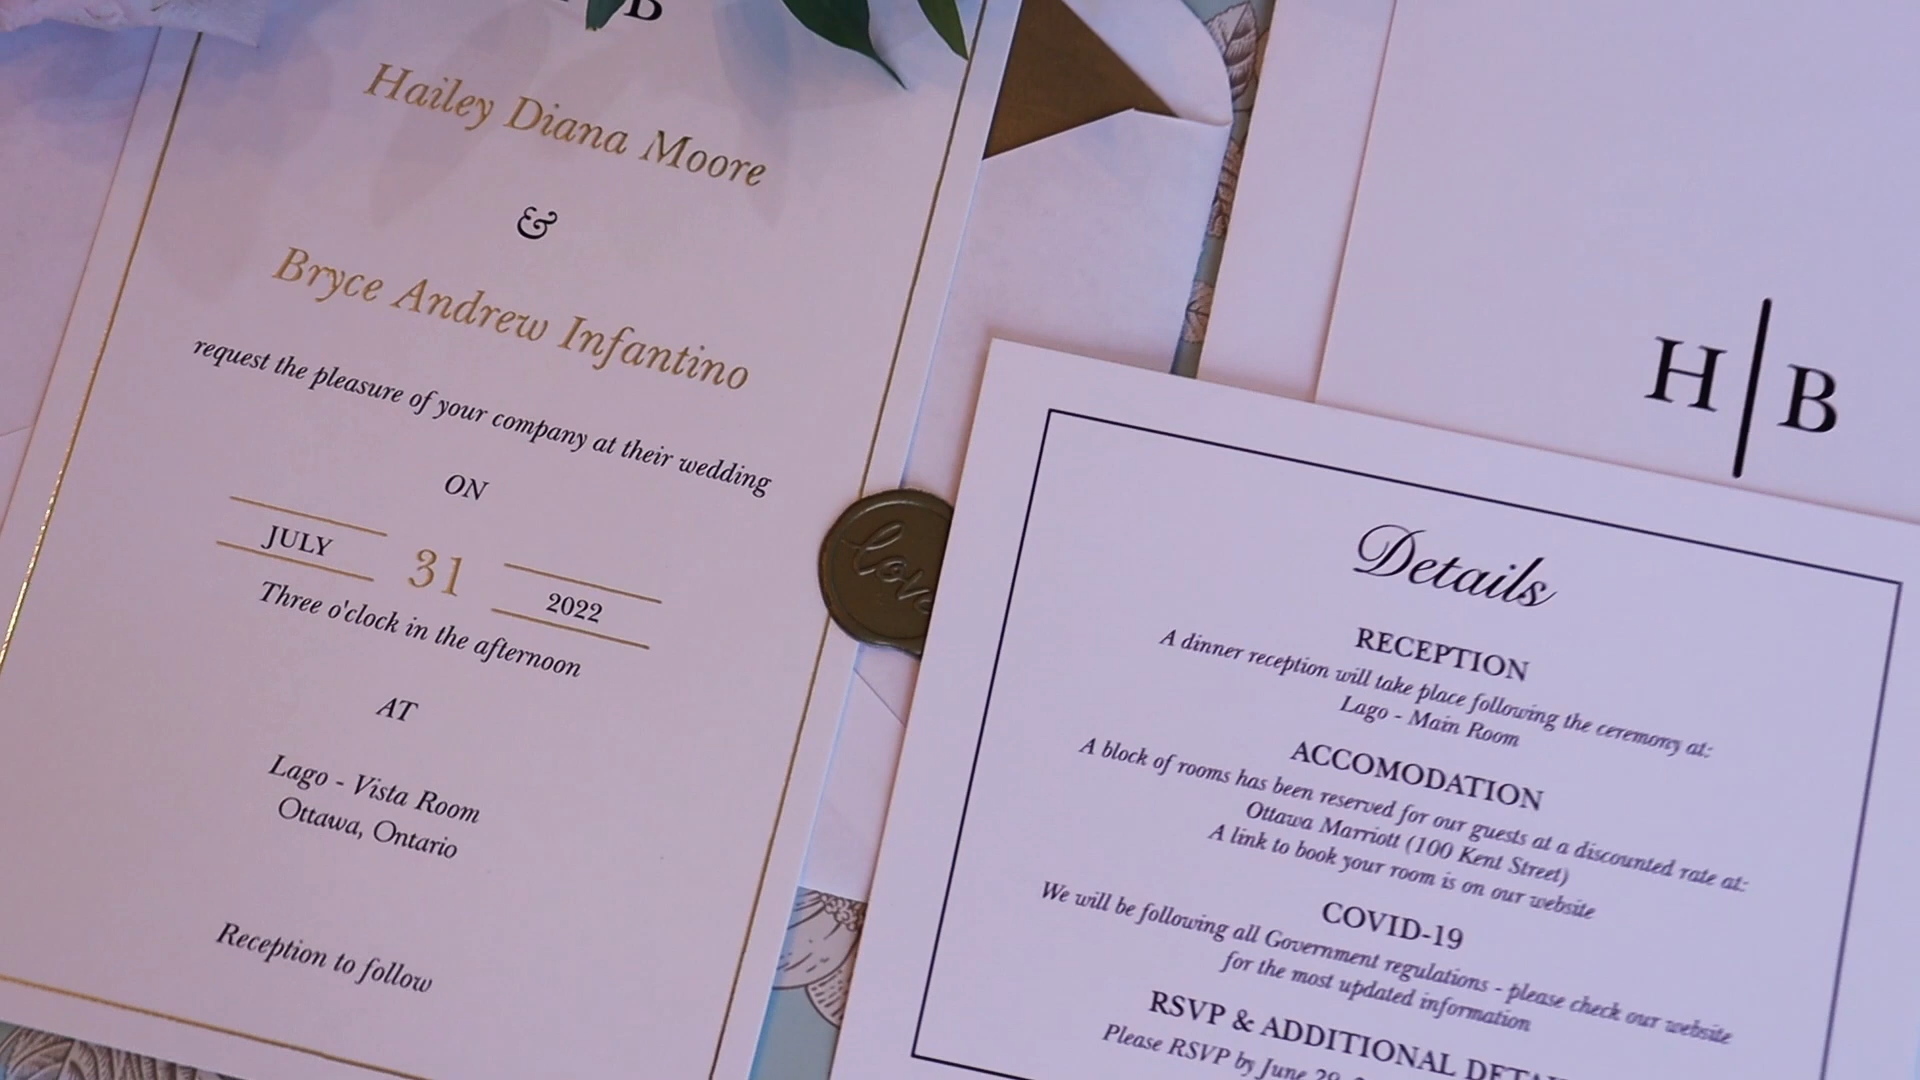 B
Hailey Diana Moore
&
Bryce Andrew Infantino
request the pleasure of your company at their wedding
ON
JULY 31 2022
Three o'clock in the afternoon
AT
Lago - Vista Room
Ottawa, Ontario
Reception to follow
love
H | B
Details
RECEPTION
A dinner reception will take place following the ceremony at:
Lago - Main Room
ACCOMODATION
A block of rooms has been reserved for our guests at a discounted rate at:
Ottawa Marriott (100 Kent Street)
A link to book your room is on our website
COVID-19
We will be following all Government regulations - please check our website
for the most updated information
RSVP & ADDITIONAL
Please RSVP by June